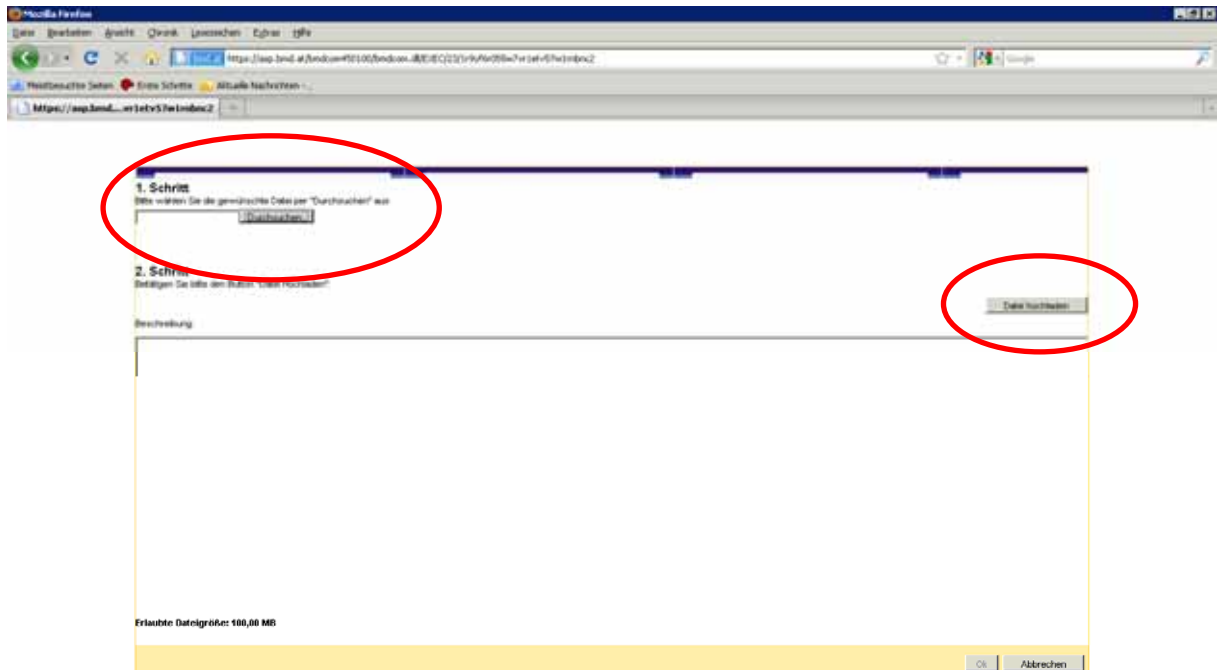 Mozilla Firefox
Datei Bearbeiten Ansicht Chronik Lesezeichen Extras Hilfe
Google
Meistbesuchte Seiten Erste Schritte Aktuelle Nachrichten
1. Schritt
Bitte wählen Sie die gewünschte Datei per "Durchsuchen" aus
Durchsuchen...
2. Schritt
Betätigen Sie bitte den Button "Datei Hochladen"
Datei hochladen
Beschreibung
Erlaubte Dateigröße: 100,00 MB
Ok Abbrechen